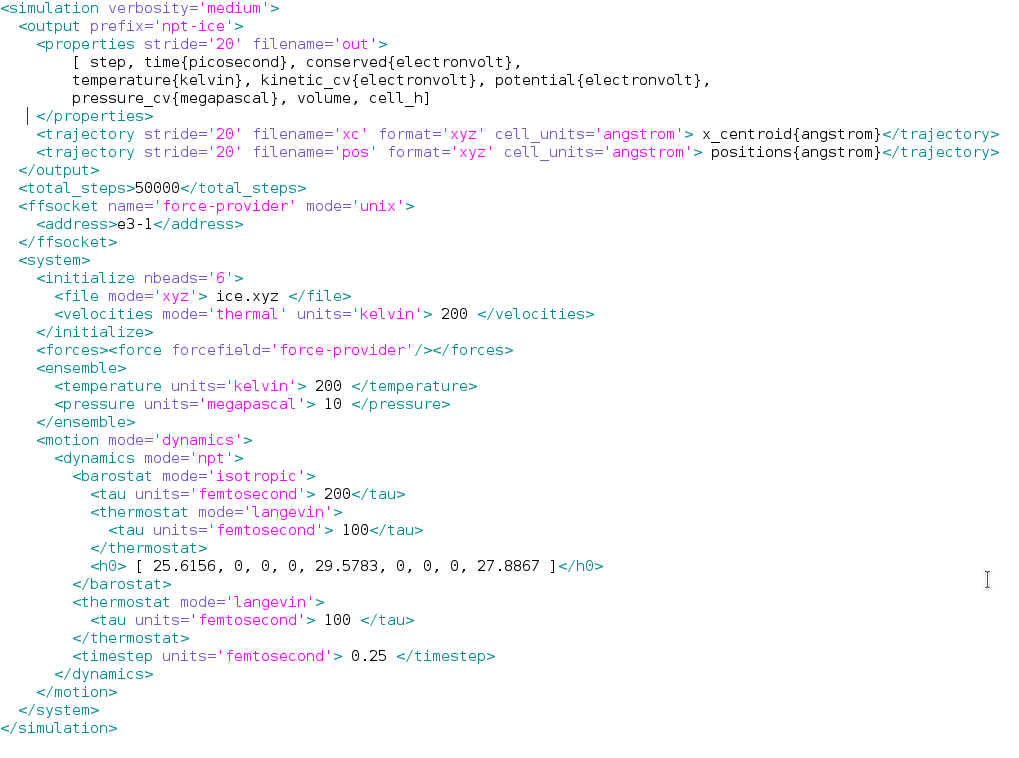 <simulation verbosity='medium'>
  <output prefix='npt-ice'>
    <properties stride='20' filename='out'>
        [ step, time{picosecond}, conserved{electronvolt},
        temperature{kelvin}, kinetic_cv{electronvolt}, potential{electronvolt},
        pressure_cv{megapascal}, volume, cell_h]
    </properties>
    <trajectory stride='20' filename='xc' format='xyz' cell_units='angstrom'> x_centroid{angstrom}</trajectory>
    <trajectory stride='20' filename='pos' format='xyz' cell_units='angstrom'> positions{angstrom}</trajectory>
  </output>
  <total_steps>50000</total_steps>
  <ffsocket name='force-provider' mode='unix'>
    <address>e3-1</address>
  </ffsocket>
  <system>
    <initialize nbeads='6'>
      <file mode='xyz'> ice.xyz </file>
      <velocities mode='thermal' units='kelvin'> 200 </velocities>
    </initialize>
    <forces><force forcefield='force-provider'/></forces>
    <ensemble>
      <temperature units='kelvin'> 200 </temperature>
      <pressure units='megapascal'> 10 </pressure>
    </ensemble>
    <motion mode='dynamics'>
      <dynamics mode='npt'>
        <barostat mode='isotropic'>
          <tau units='femtosecond'> 200</tau>
          <thermostat mode='langevin'>
            <tau units='femtosecond'> 100</tau>
          </thermostat>
          <h0> [ 25.6156, 0, 0, 0, 29.5783, 0, 0, 0, 27.8867 ]</h0>
        </barostat>
        <thermostat mode='langevin'>
          <tau units='femtosecond'> 100 </tau>
        </thermostat>
        <timestep units='femtosecond'> 0.25 </timestep>
      </dynamics>
    </motion>
  </system>
</simulation>